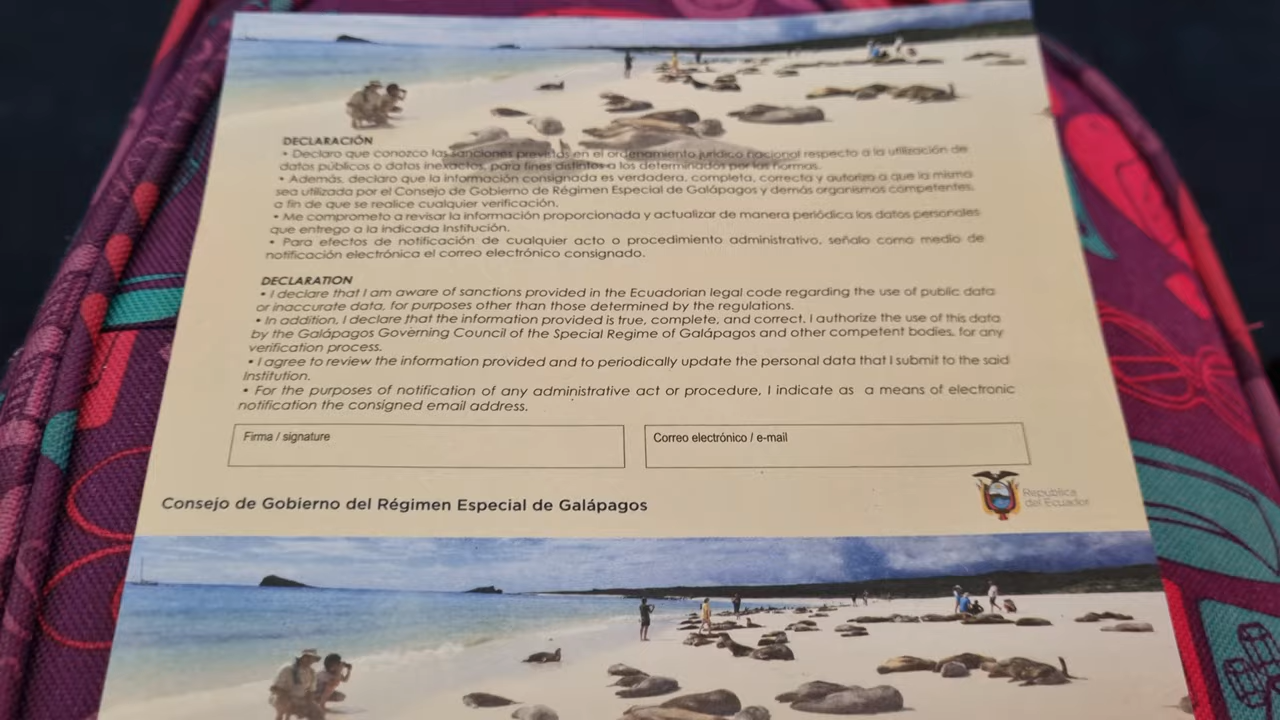 DECLARACIÓN
• Declaro que conozco las sanciones previstas en el ordenamiento jurídico nacional respecto a la utilización de
datos públicos o datos inexactos, para fines distintos a los determinados por las normas.
• Además, declaro que la información consignada es verdadera, completa, correcta y autorizo a que la misma
sea utilizada por el Consejo de Gobierno de Régimen Especial de Galápagos y demás organismos competentes,
a fin de que se realice cualquier verificación.
• Me comprometo a revisar la información proporcionada y actualizar de manera periódica los datos personales
que entrego a la indicada Institución.
• Para efectos de notificación de cualquier acto o procedimiento administrativo, señalo como medio de
notificación electrónica el correo electrónico consignado.
DECLARATION
• I declare that I am aware of sanctions provided in the Ecuadorian legal code regarding the use of public data
or inaccurate data, for purposes other than those determined by the regulations.
• In addition, I declare that the information provided is true, complete, and correct. I authorize the use of this data
by the Galápagos Governing Council of the Special Regime of Galápagos and other competent bodies, for any
verification process.
• I agree to review the information provided and to periodically update the personal data that I submit to the said
Institution.
• For the purposes of notification of any administrative act or procedure, I indicate as a means of electronic
notification the consigned email address.
Firma / signature
Correo electrónico / e-mail
Consejo de Gobierno del Régimen Especial de Galápagos
República
del Ecuador